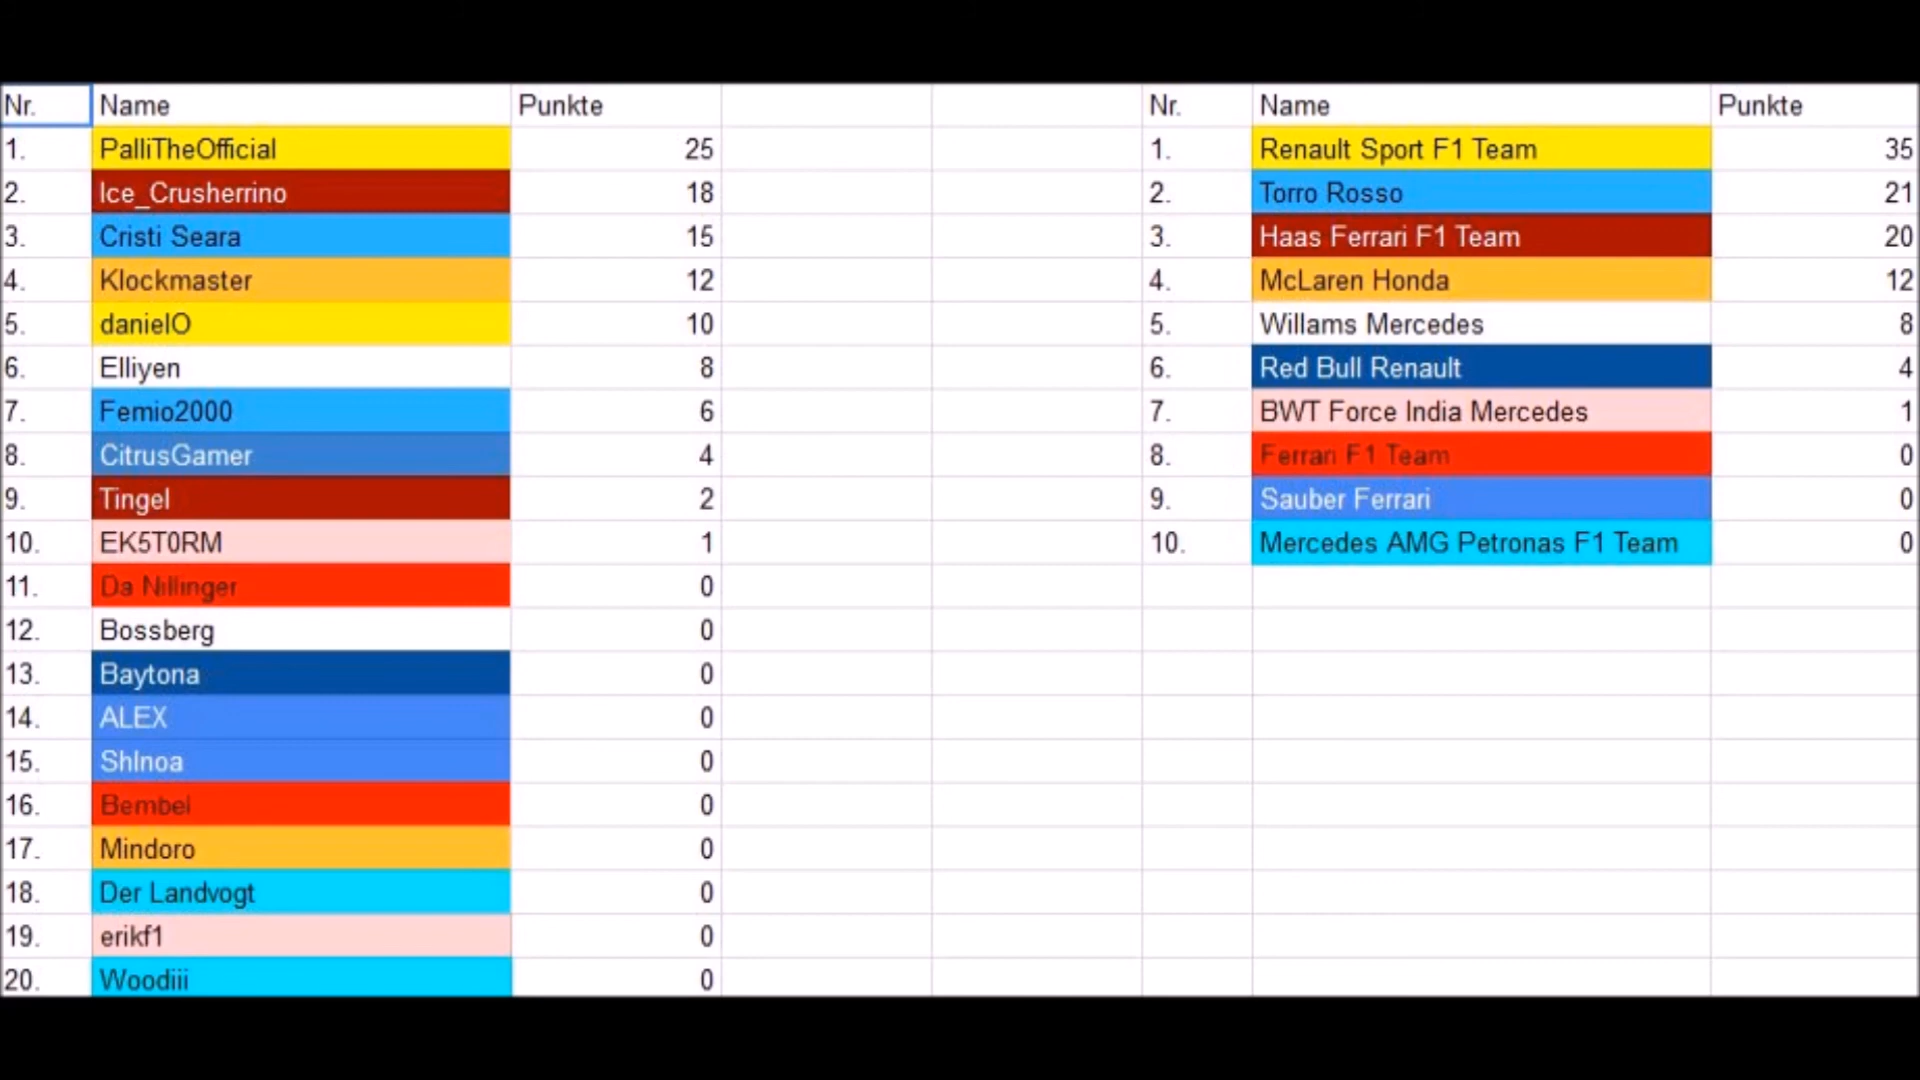 Nr. Name Punkte Nr. Name Punkte
1. PalliTheOfficial 25 1. Renault Sport F1 Team 35
2. Ice_Crusherrino 18 2. Torro Rosso 21
3. Cristi Seara 15 3. Haas Ferrari F1 Team 20
4. Klockmaster 12 4. McLaren Honda 12
5. danielO 10 5. Willams Mercedes 8
6. Elliyen 8 6. Red Bull Renault 4
7. Femio2000 6 7. BWT Force India Mercedes 1
8. CitrusGamer 4 8. Ferrari F1 Team 0
9. Tingel 2 9. Sauber Ferrari 0
10. EK5T0RM 1 10. Mercedes AMG Petronas F1 Team 0
11. Da Nillinger 0
12. Bossberg 0
13. Baytona 0
14. ALEX 0
15. ShInoa 0
16. Bembel 0
17. Mindoro 0
18. Der Landvogt 0
19. erikf1 0
20. Woodiii 0